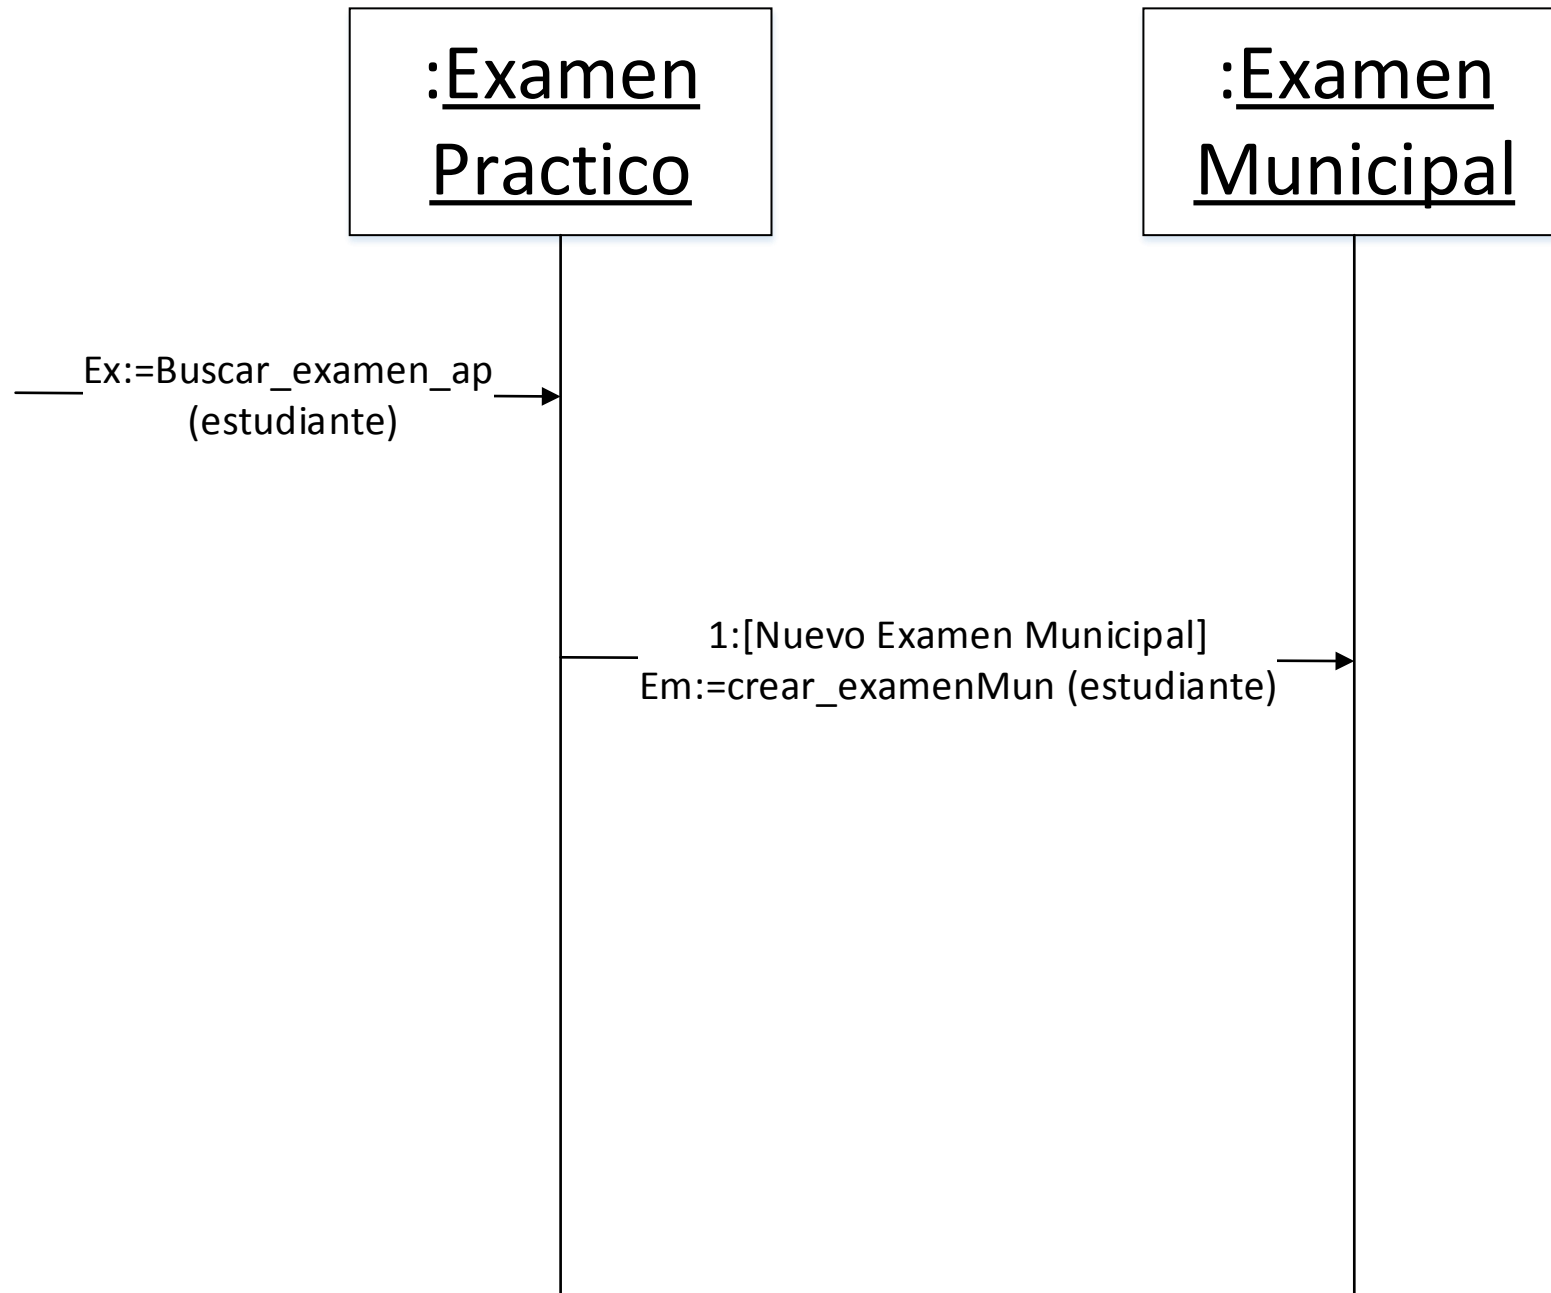 :Examen
Practico
:Examen
Municipal
Ex:=Buscar_examen_ap
(estudiante)
1:[Nuevo Examen Municipal]
Em:=crear_examenMun (estudiante)